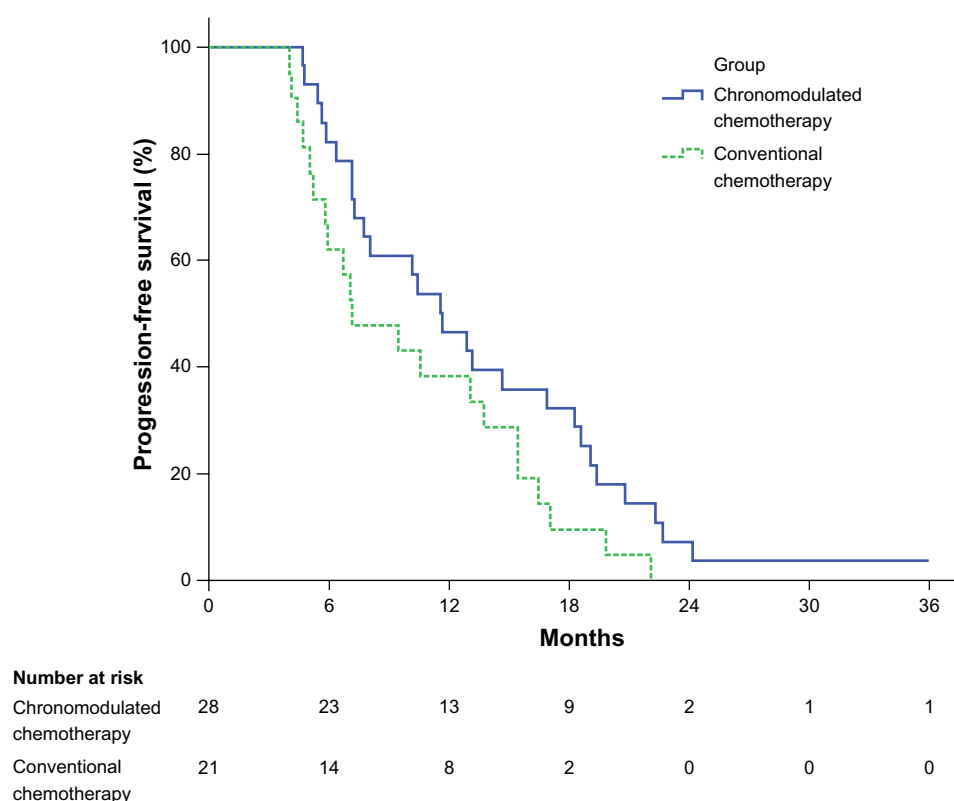 100
80
60
40
20
0
Progression-free survival (%)
Group
Chronomodulated
chemotherapy
Conventional
chemotherapy
0 6 12 18 24 30 36
Months
Number at risk
Chronomodulated 28 23 13 9 2 1 1
chemotherapy
Conventional 21 14 8 2 0 0 0
chemotherapy